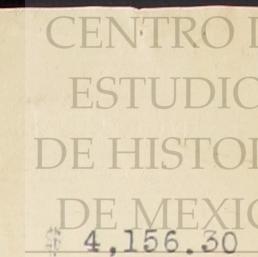 CENTRO
ESTUDIO
DE HISTO
DE MEXIC
$ 4,156.30